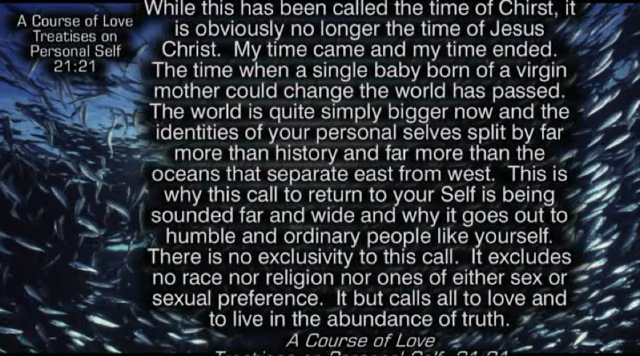 A Course of Love
Treatises on
Personal Self
21:21
While this has been called the time of Chirst, it
is obviously no longer the time of Jesus
Christ. My time came and my time ended.
The time when a single baby born of a virgin
mother could change the world has passed.
The world is quite simply bigger now and the
identities of your personal selves split by far
more than history and far more than the
oceans that separate east from west. This is
why this call to return to your Self is being
sounded far and wide and why it goes out to
humble and ordinary people like yourself.
There is no exclusivity to this call. It excludes
no race nor religion nor ones of either sex or
sexual preference. It but calls all to love and
to live in the abundance of truth.
A Course of Love
Treatises on Personal Self 21:21